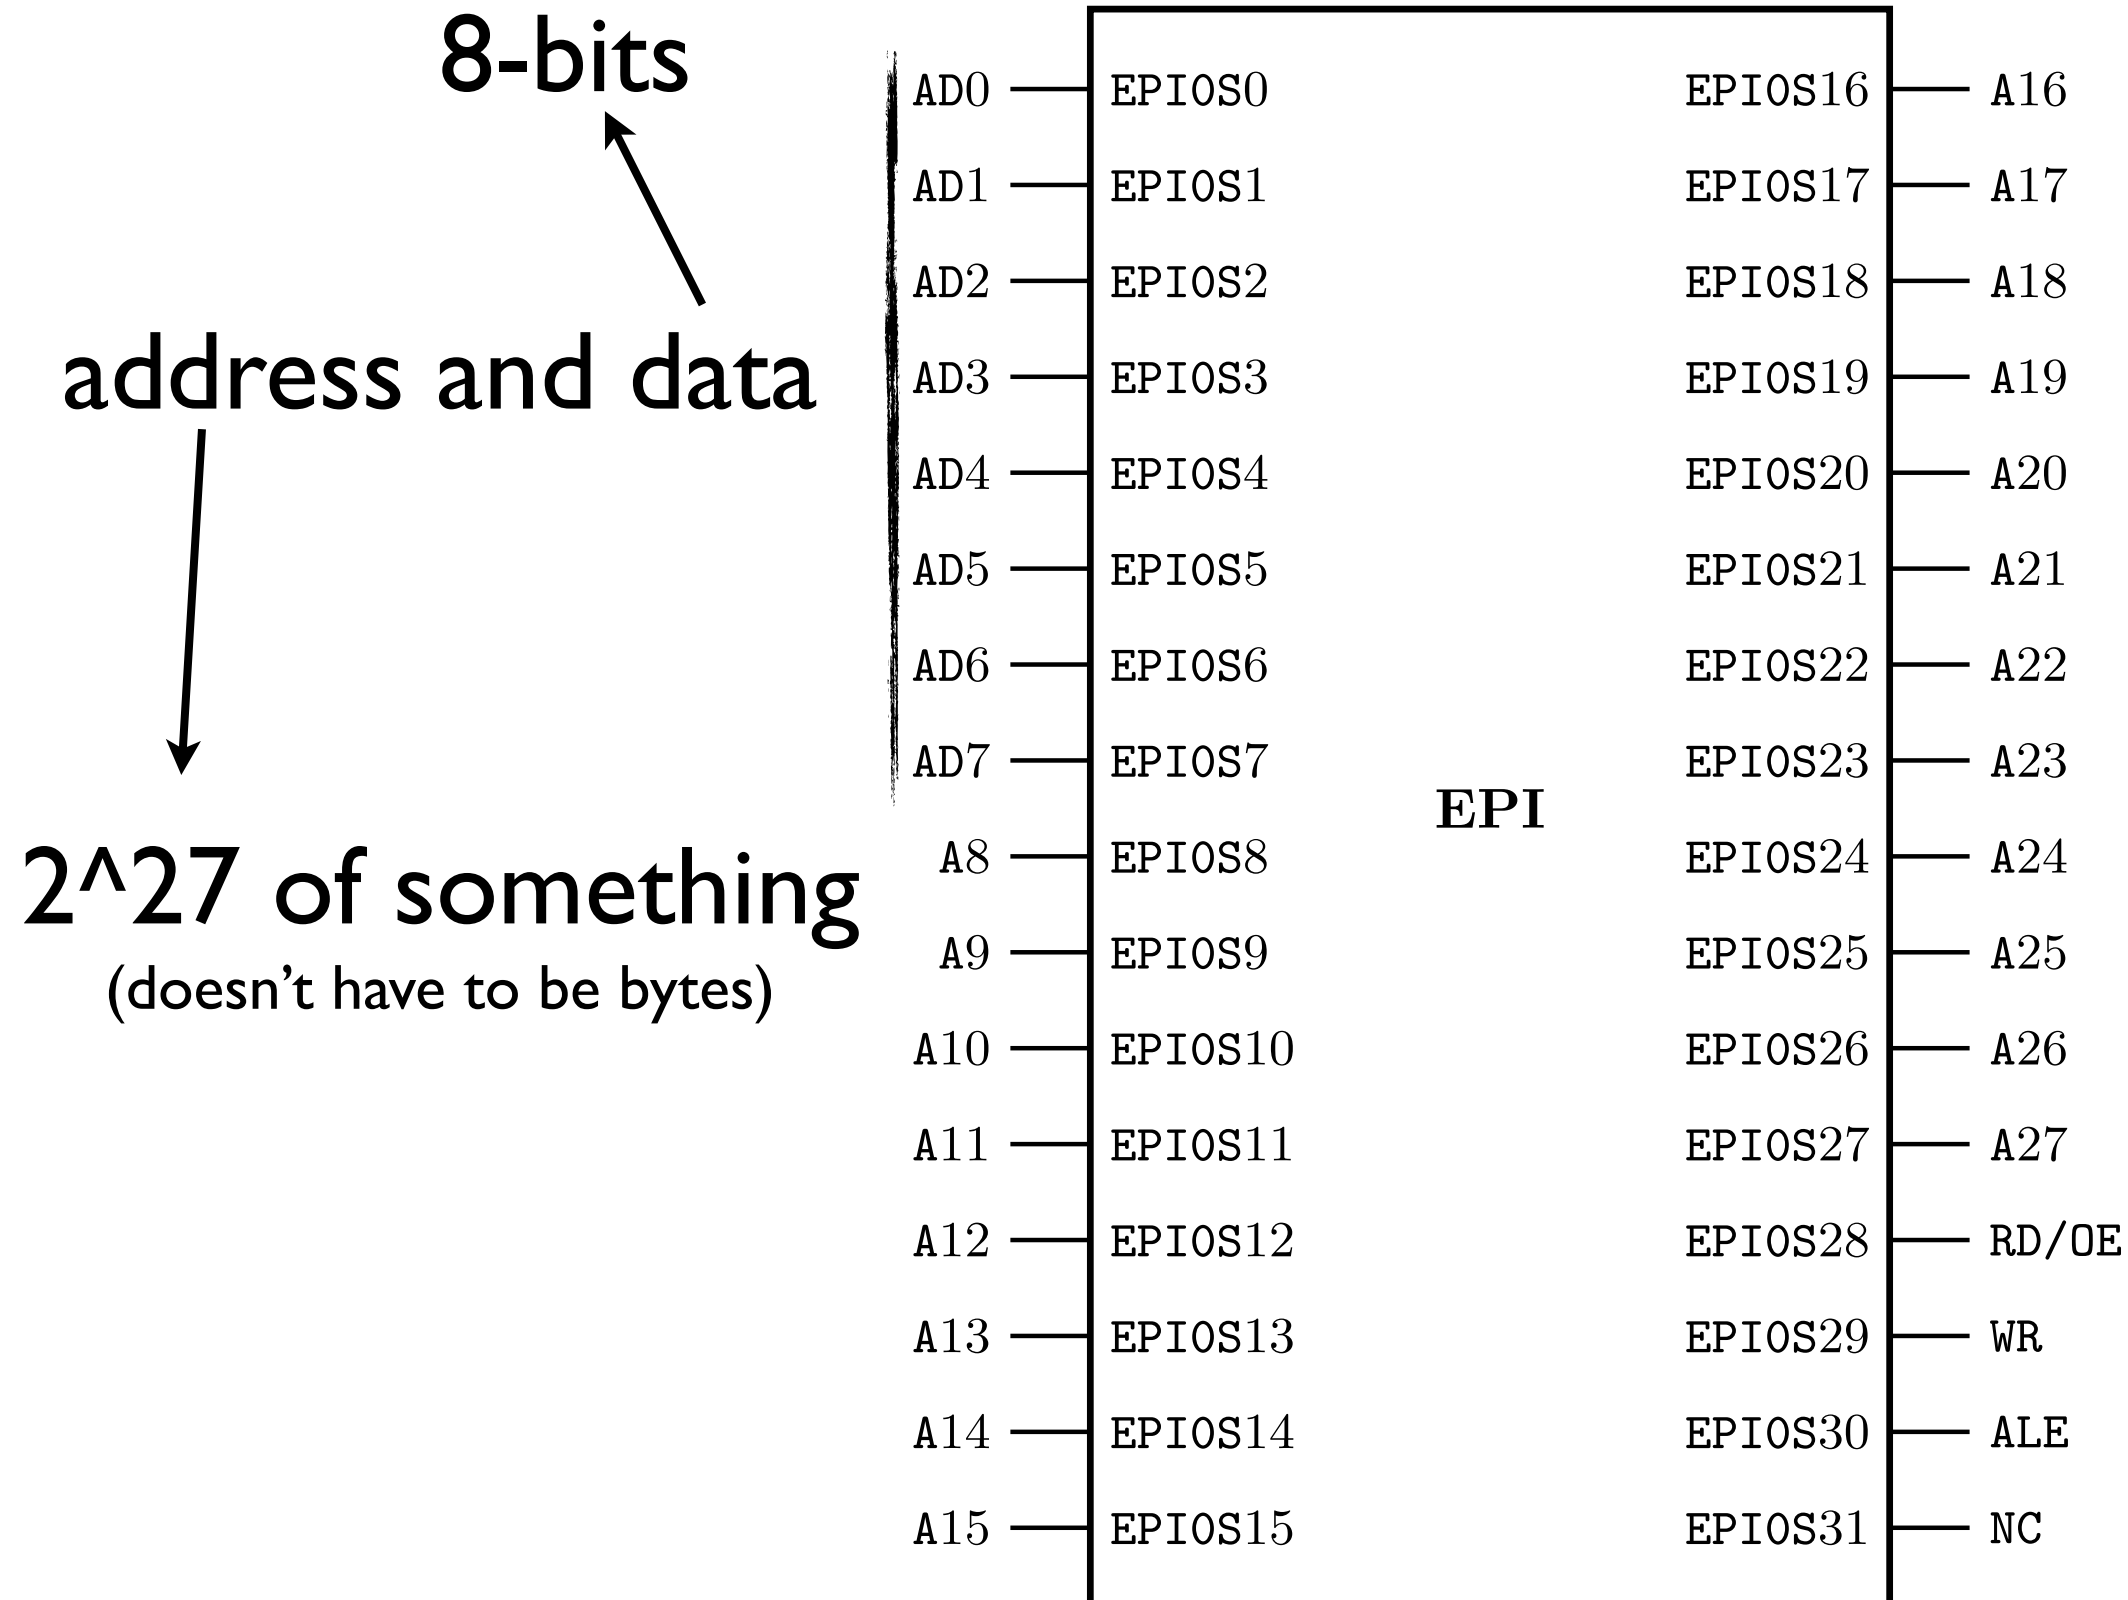 8-bits
address and data
2^27 of something
(doesn't have to be bytes)
AD0 EPIOS0 EPIOS16 A16
AD1 EPIOS1 EPIOS17 A17
AD2 EPIOS2 EPIOS18 A18
AD3 EPIOS3 EPIOS19 A19
AD4 EPIOS4 EPIOS20 A20
AD5 EPIOS5 EPIOS21 A21
AD6 EPIOS6 EPIOS22 A22
AD7 EPIOS7 EPIOS23 A23
EPI
A8 EPIOS8 EPIOS24 A24
A9 EPIOS9 EPIOS25 A25
A10 EPIOS10 EPIOS26 A26
A11 EPIOS11 EPIOS27 A27
A12 EPIOS12 EPIOS28 RD/OE
A13 EPIOS13 EPIOS29 WR
A14 EPIOS14 EPIOS30 ALE
A15 EPIOS15 EPIOS31 NC